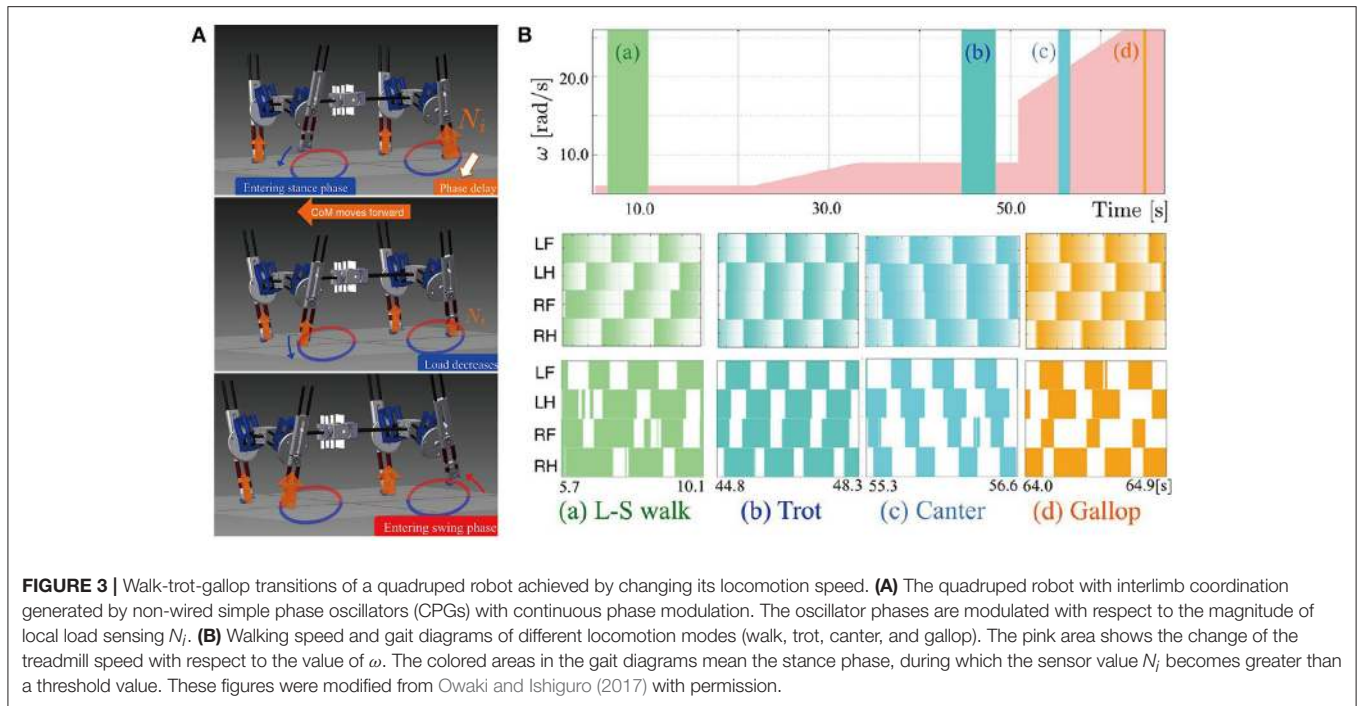 A
N_i
Entering stance phase
Phase delay
CoM moves forward
N_i
Load decreases
Entering swing phase
B
(a)
(b)
(c)
(d)
ω [rad/s]
20.0
10.0
10.0
30.0
50.0
Time [s]
LF
LH
RF
RH
LF
LH
RF
RH
5.7
10.1
44.8
48.3
55.3
56.6
64.0
64.9[s]
(a) L-S walk
(b) Trot
(c) Canter
(d) Gallop
FIGURE 3 | Walk-trot-gallop transitions of a quadruped robot achieved by changing its locomotion speed. (A) The quadruped robot with interlimb coordination
generated by non-wired simple phase oscillators (CPGs) with continuous phase modulation. The oscillator phases are modulated with respect to the magnitude of
local load sensing N_i. (B) Walking speed and gait diagrams of different locomotion modes (walk, trot, canter, and gallop). The pink area shows the change of the
treadmill speed with respect to the value of ω. The colored areas in the gait diagrams mean the stance phase, during which the sensor value N_i becomes greater than
a threshold value. These figures were modified from Owaki and Ishiguro (2017) with permission.